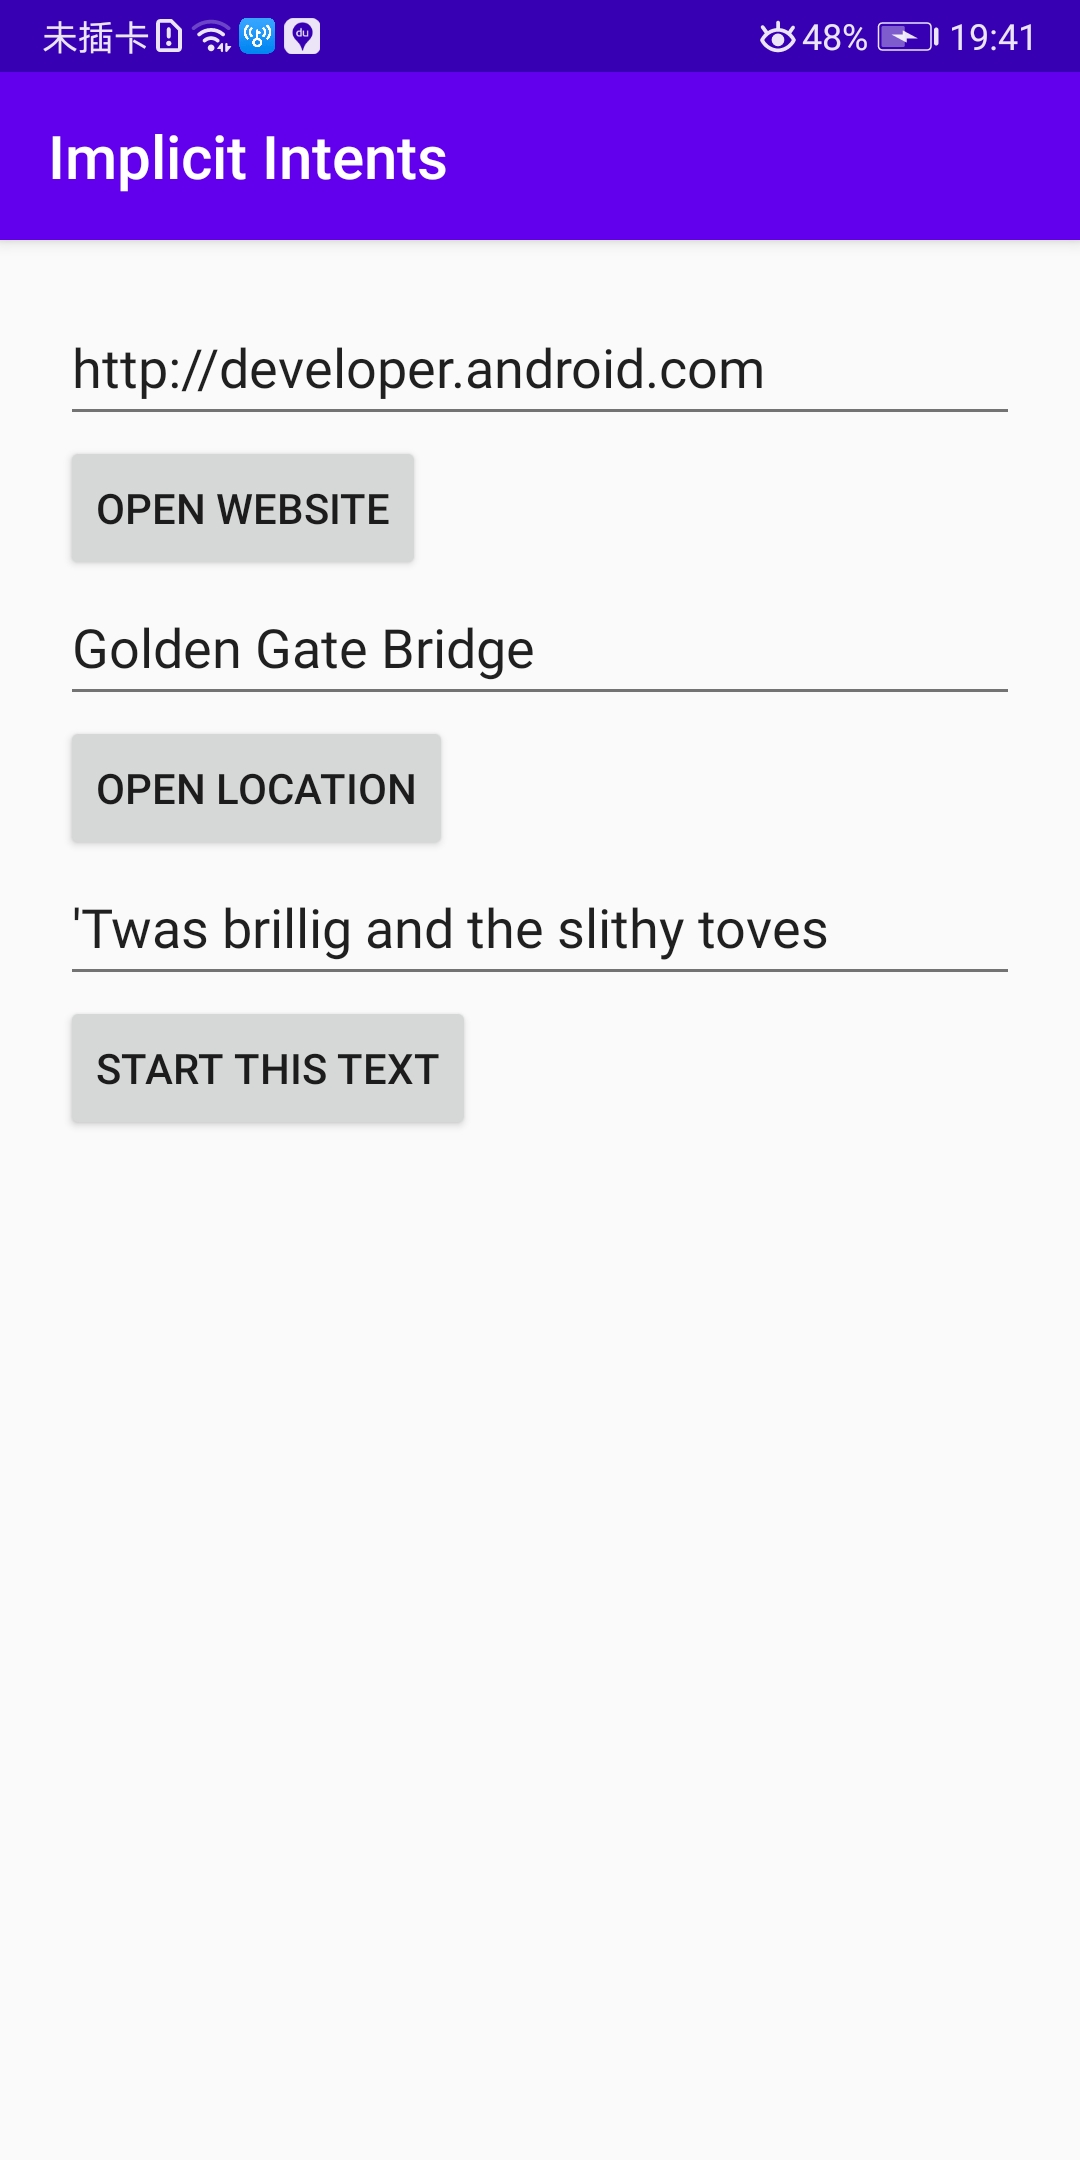 未插卡 du 48% 19:41
Implicit Intents
http://developer.android.com
OPEN WEBSITE
Golden Gate Bridge
OPEN LOCATION
'Twas brillig and the slithy toves
START THIS TEXT